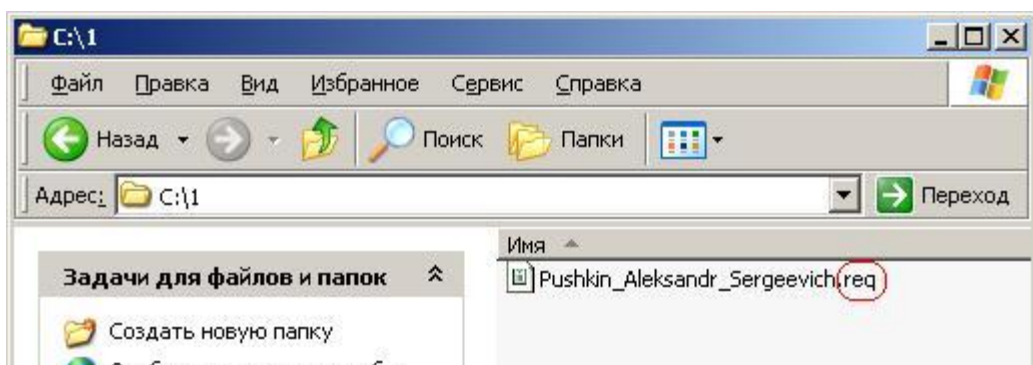 C:\1
Файл Правка Вид Избранное Сервис Справка
Назад Поиск Папки
Адрес: C:\1 Переход
Имя
Задачи для файлов и папок
Pushkin_Aleksandr_Sergeevich.req
Создать новую папку